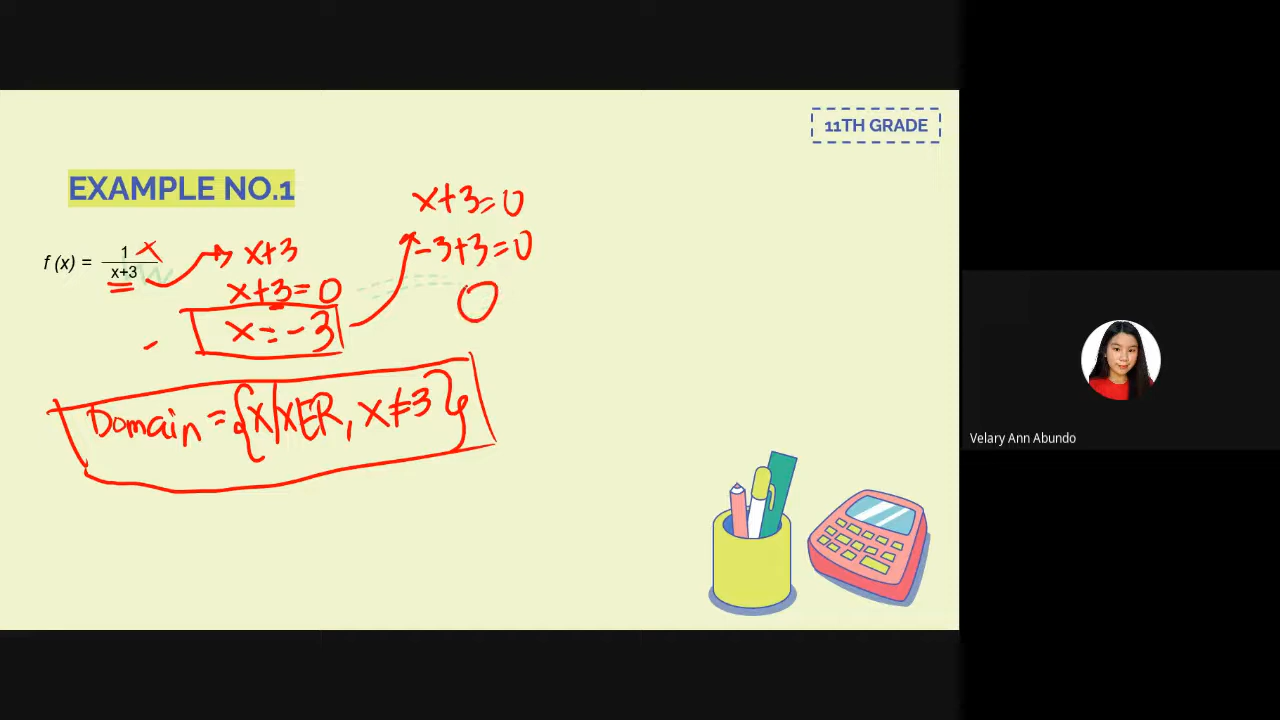 11TH GRADE
EXAMPLE NO.1
f (x) = 1 / x+3
x
x+3
x+3=0
x=-3
x+3=0
-3+3=0
0
-
Domain = {x|x∈R, x≠3}
Velary Ann Abundo